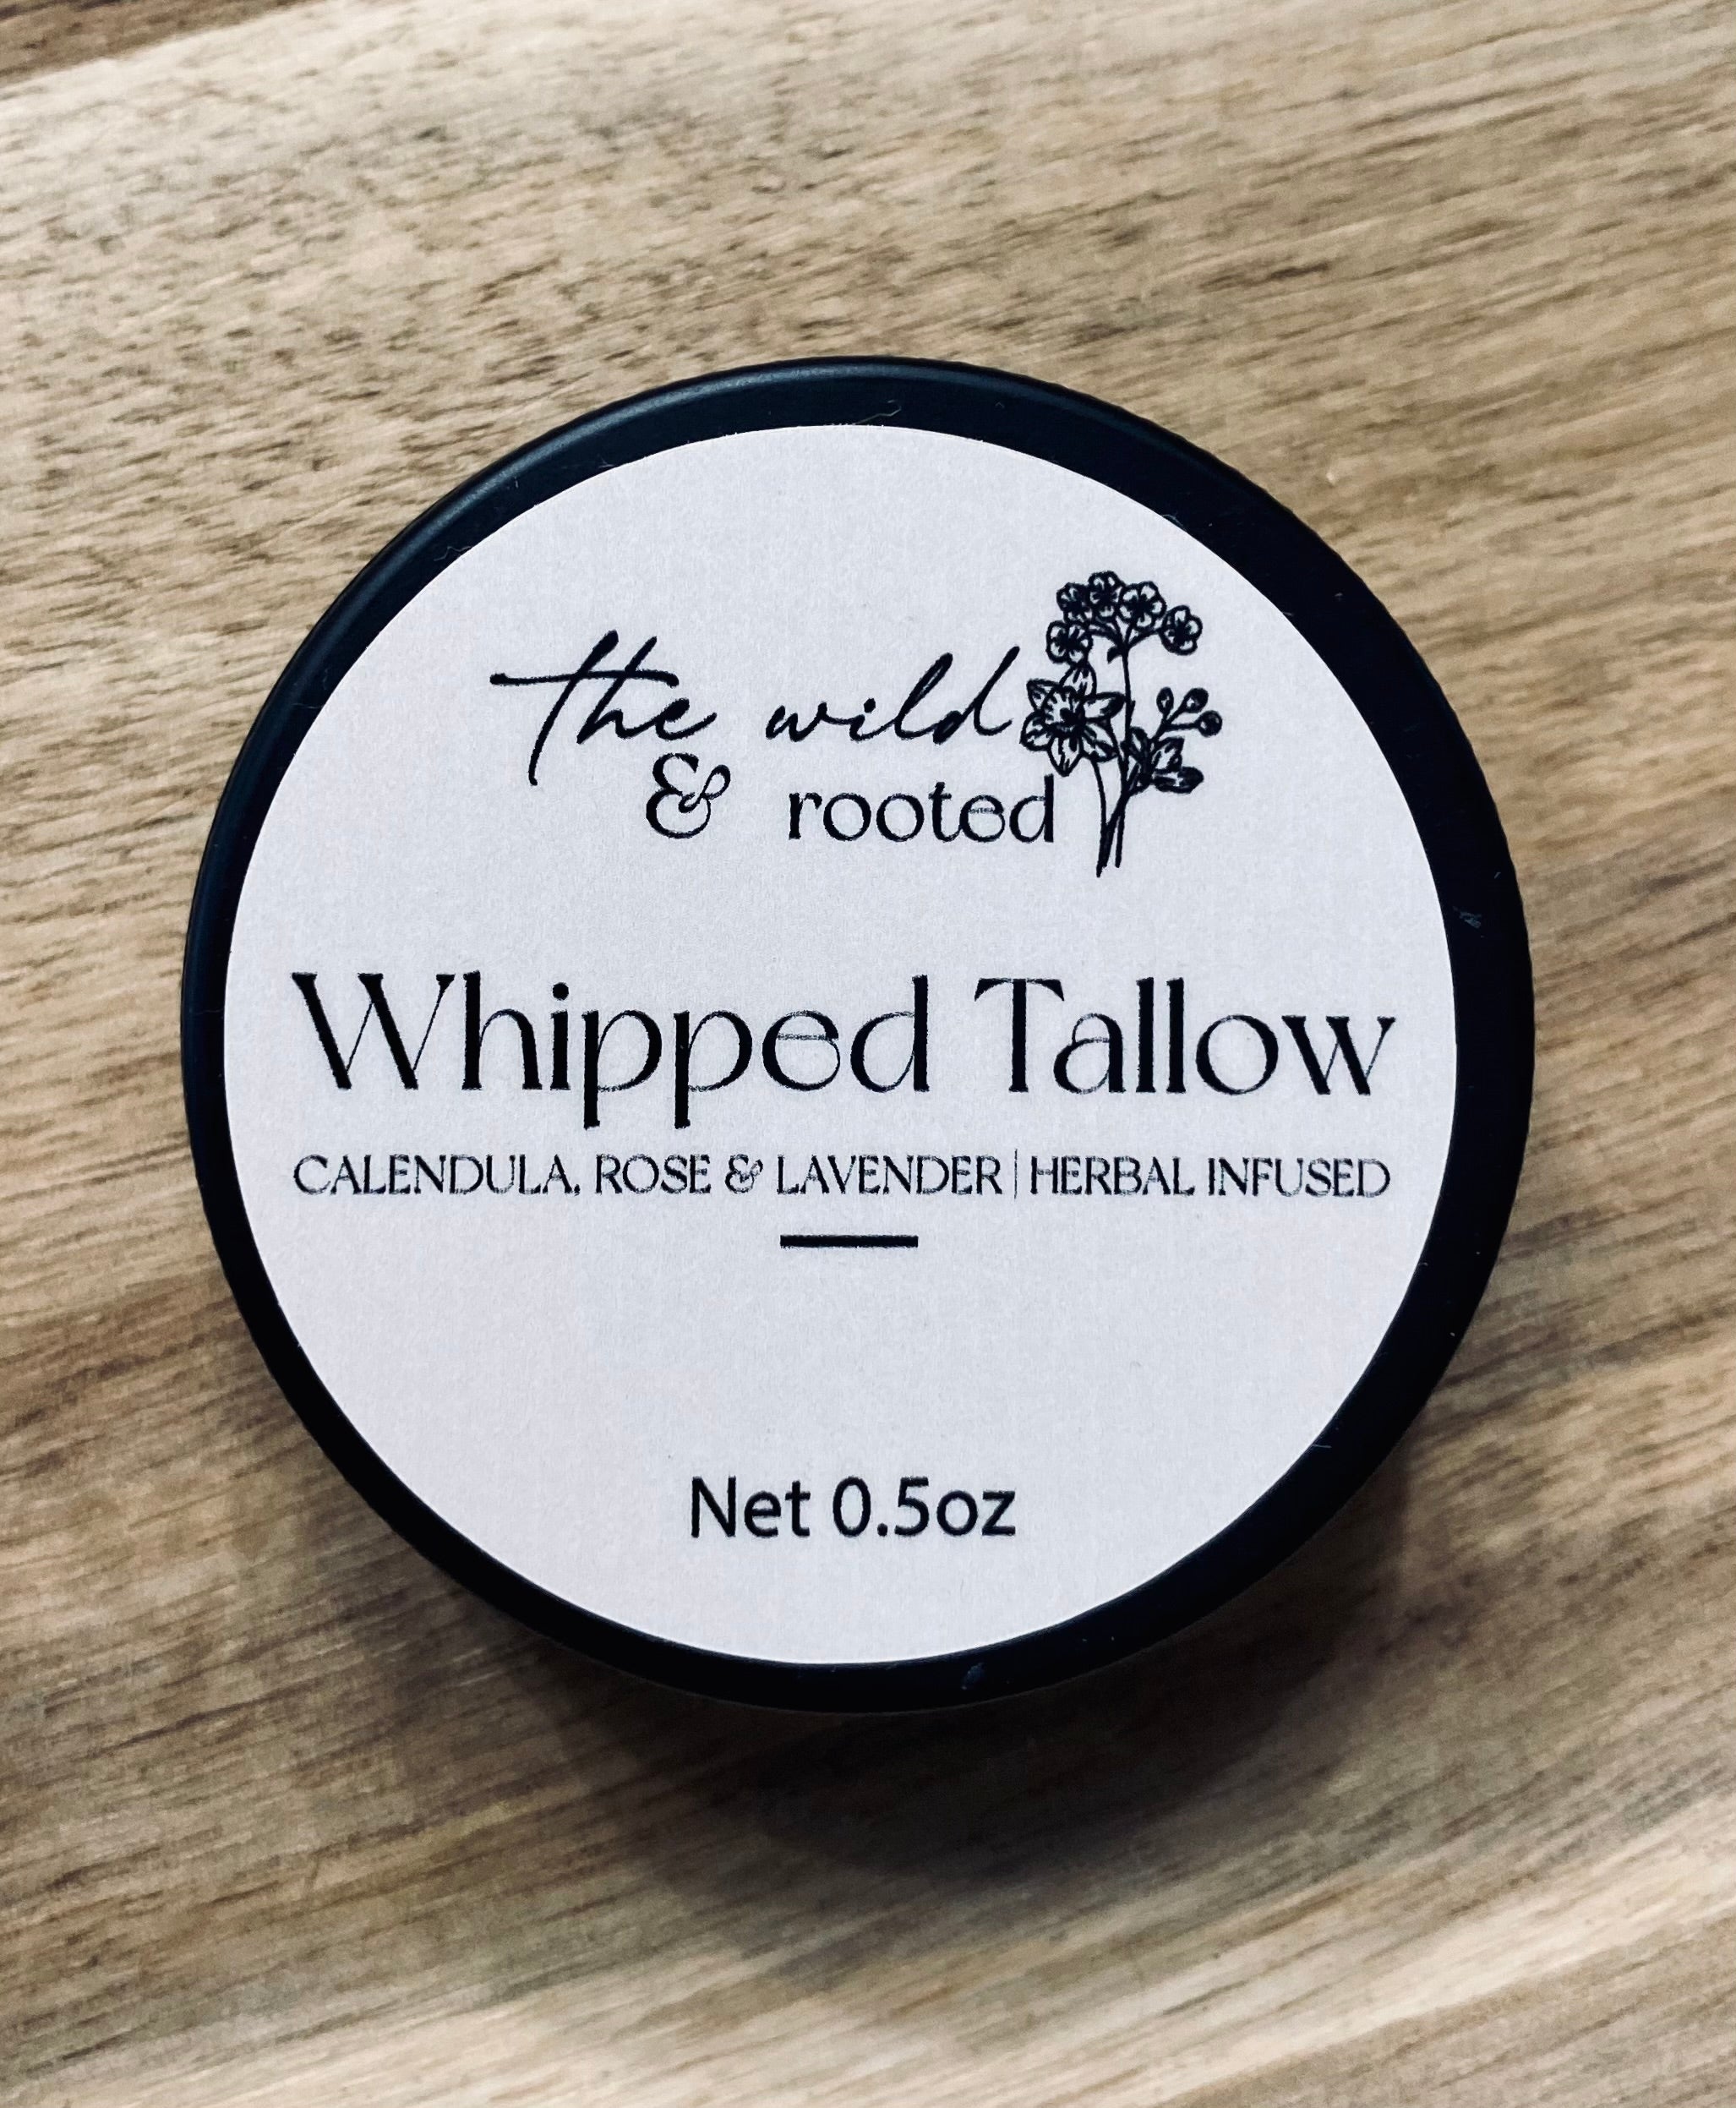 the wild
& rooted
Whipped Tallow
CALENDULA, ROSE & LAVENDER | HERBAL INFUSED
Net 0.5oz